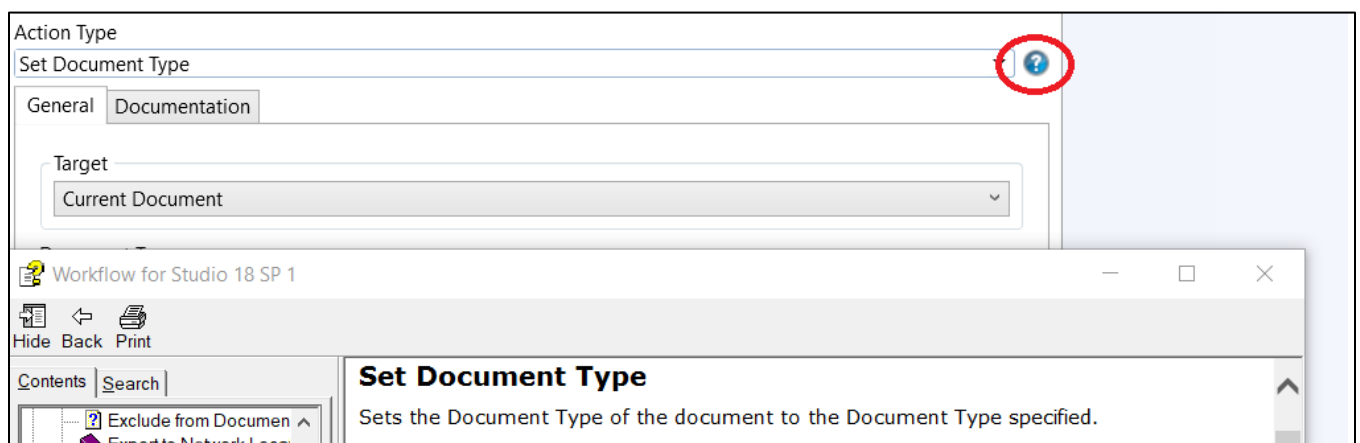 Action Type
Set Document Type
General Documentation
Target
Current Document
Workflow for Studio 18 SP 1
Hide Back Print
Contents Search
Set Document Type
Exclude from Documen
Sets the Document Type of the document to the Document Type specified.